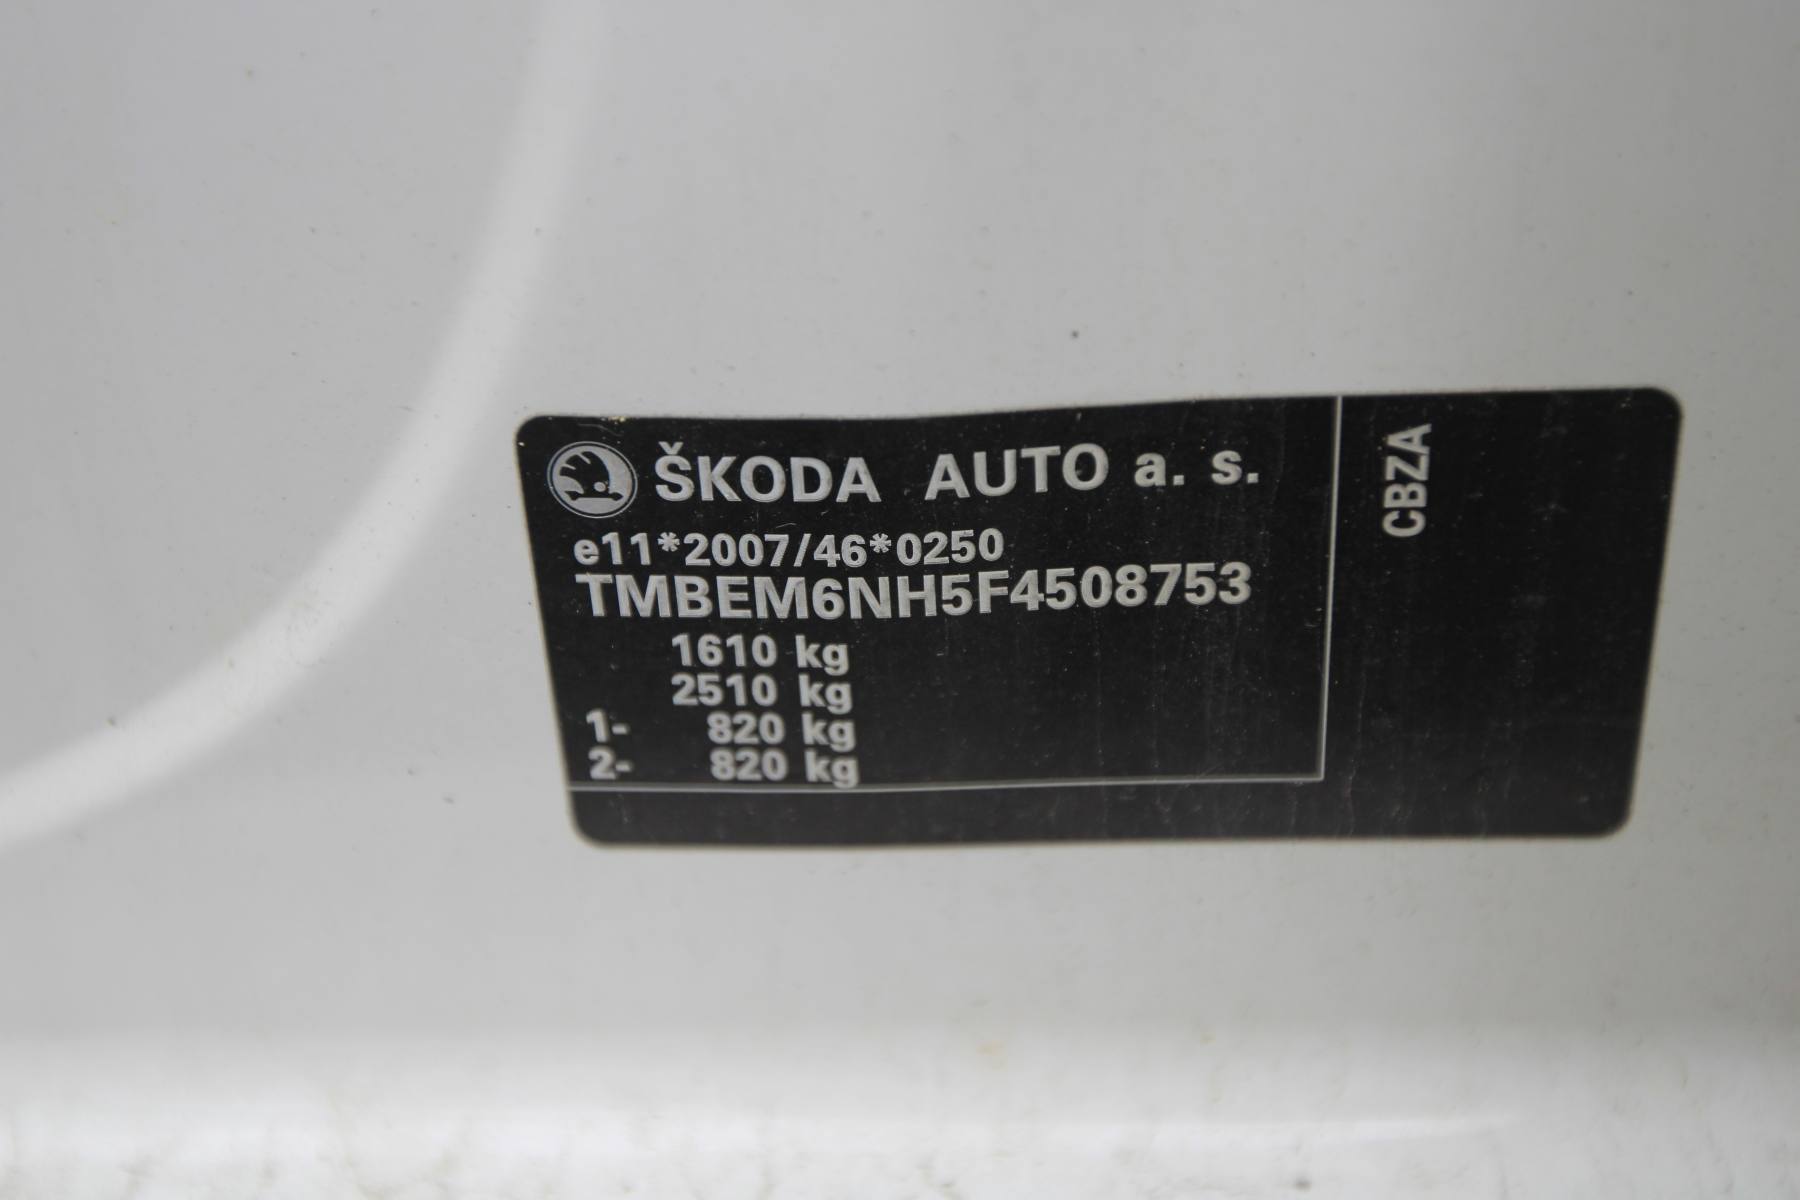 ŠKODA AUTO a. s.
e11*2007/46*0250
TMBEM6NH5F4508753
1610 kg
2510 kg
1- 820 kg
2- 820 kg
CBZA